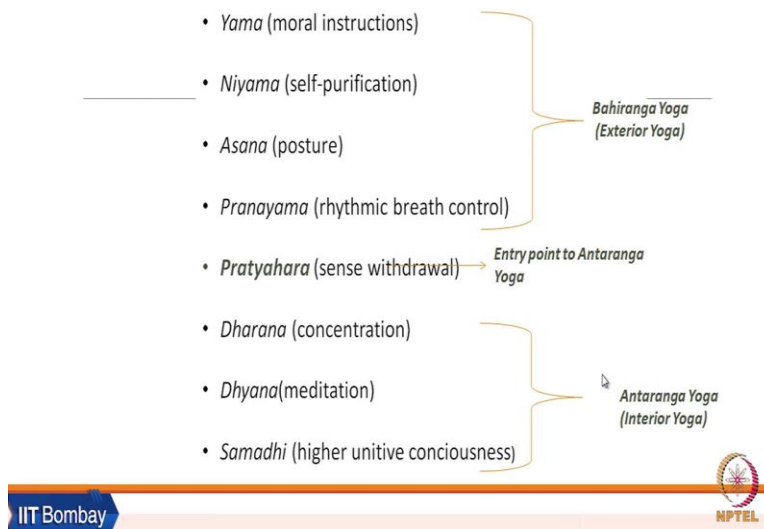 • Yama (moral instructions)
• Niyama (self-purification)
Bahiranga Yoga
(Exterior Yoga)
• Asana (posture)
• Pranayama (rhythmic breath control)
• Pratyahara (sense withdrawal)
Entry point to Antaranga
Yoga
• Dharana (concentration)
• Dhyana(meditation)
Antaranga Yoga
(Interior Yoga)
• Samadhi (higher unitive conciousness)
IIT Bombay
NPTEL